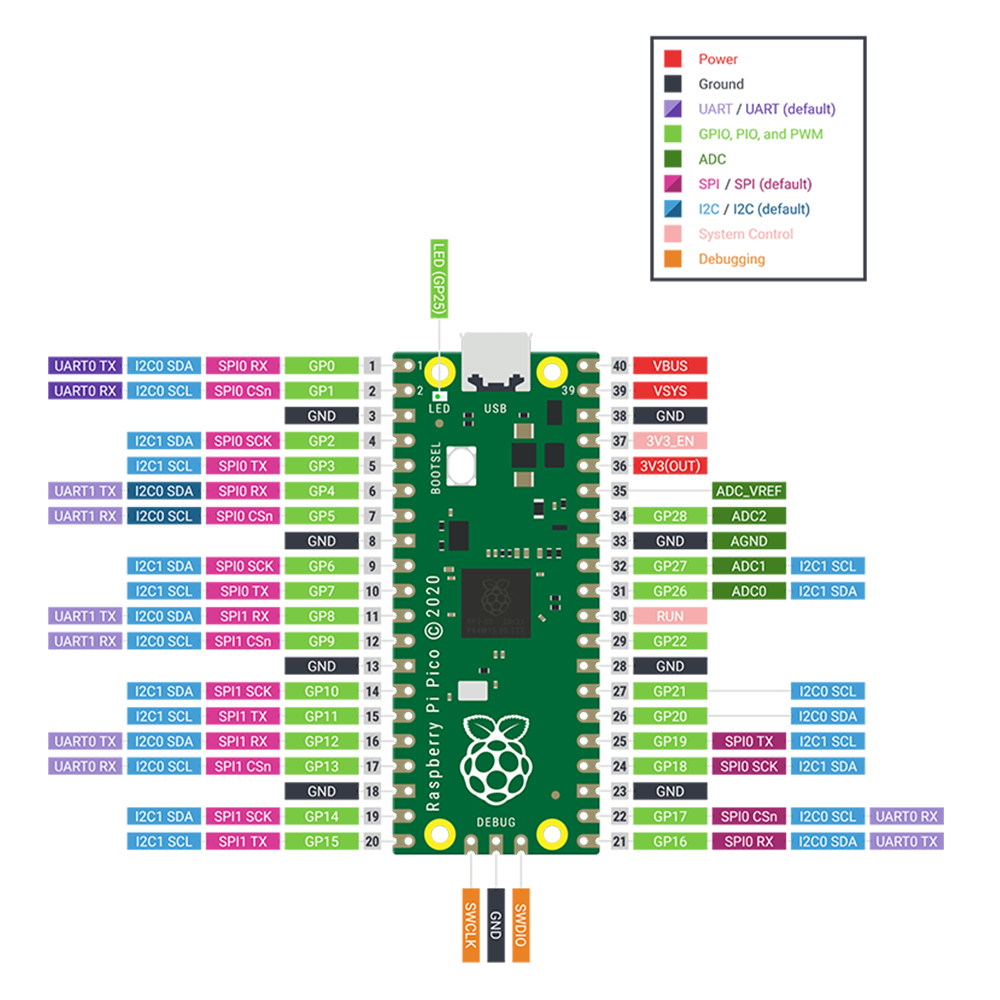 Power
Ground
UART / UART (default)
GPIO, PIO, and PWM
ADC
SPI / SPI (default)
I2C / I2C (default)
System Control
Debugging
LED (GP25)
UART0 TX I2C0 SDA SPI0 RX GP0 1 1 40 VBUS
UART0 RX I2C0 SCL SPI0 CSn GP1 2 2 39 39 VSYS
LED USB
GND 3 38 GND
I2C1 SDA SPI0 SCK GP2 4 37 3V3_EN
BOOTSEL
I2C1 SCL SPI0 TX GP3 5 36 3V3(OUT)
UART1 TX I2C0 SDA SPI0 RX GP4 6 35 ADC_VREF
UART1 RX I2C0 SCL SPI0 CSn GP5 7 34 GP28 ADC2
GND 8 33 GND AGND
I2C1 SDA SPI0 SCK GP6 9 32 GP27 ADC1 I2C1 SCL
I2C1 SCL SPI0 TX GP7 10 31 GP26 ADC0 I2C1 SDA
UART1 TX I2C0 SDA SPI1 RX GP8 11 30 RUN
UART1 RX I2C0 SCL SPI1 CSn GP9 12 29 GP22
GND 13 28 GND
Raspberry Pi Pico © 2020
I2C1 SDA SPI1 SCK GP10 14 27 GP21 I2C0 SCL
I2C1 SCL SPI1 TX GP11 15 26 GP20 I2C0 SDA
UART0 TX I2C0 SDA SPI1 RX GP12 16 25 GP19 SPI0 TX I2C1 SCL
UART0 RX I2C0 SCL SPI1 CSn GP13 17 24 GP18 SPI0 SCK I2C1 SDA
GND 18 23 GND
I2C1 SDA SPI1 SCK GP14 19 22 GP17 SPI0 CSn I2C0 SCL UART0 RX
DEBUG
I2C1 SCL SPI1 TX GP15 20 21 GP16 SPI0 RX I2C0 SDA UART0 TX
SWCLK
GND
SWDIO